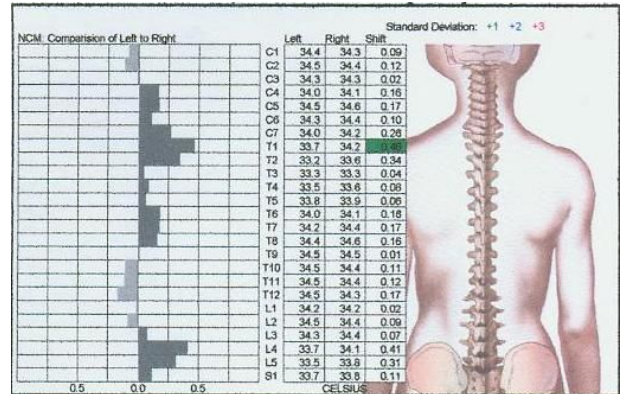 Standard Deviation: +1 +2 +3
NCM: Comparision of Left to Right Left Right Shift
C1 34.4 34.3 0.09
C2 34.5 34.4 0.12
C3 34.3 34.3 0.02
C4 34.0 34.1 0.16
C5 34.5 34.6 0.17
C6 34.3 34.4 0.10
C7 34.0 34.2 0.26
T1 33.7 34.2 0.46
T2 33.2 33.6 0.34
T3 33.3 33.3 0.04
T4 33.5 33.6 0.08
T5 33.8 33.9 0.06
T6 34.0 34.1 0.18
T7 34.2 34.4 0.17
T8 34.4 34.6 0.16
T9 34.5 34.5 0.01
T10 34.5 34.4 0.11
T11 34.5 34.4 0.12
T12 34.5 34.3 0.17
L1 34.2 34.2 0.02
L2 34.5 34.4 0.09
L3 34.3 34.4 0.07
L4 33.7 34.1 0.41
L5 33.5 33.8 0.31
S1 33.7 33.8 0.11
0.5 0.0 0.5 CELSIUS